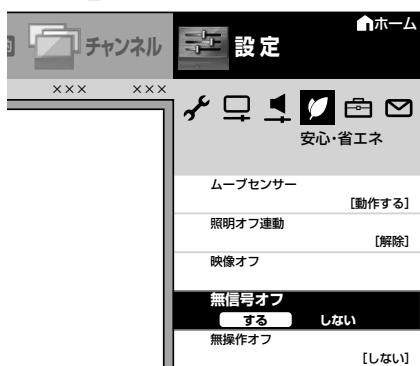 ホーム
チャンネル
設定
××× ×××
安心・省エネ
ムーブセンサー
[動作する]
照明オフ連動
[解除]
映像オフ
無信号オフ
する しない
無操作オフ
[しない]